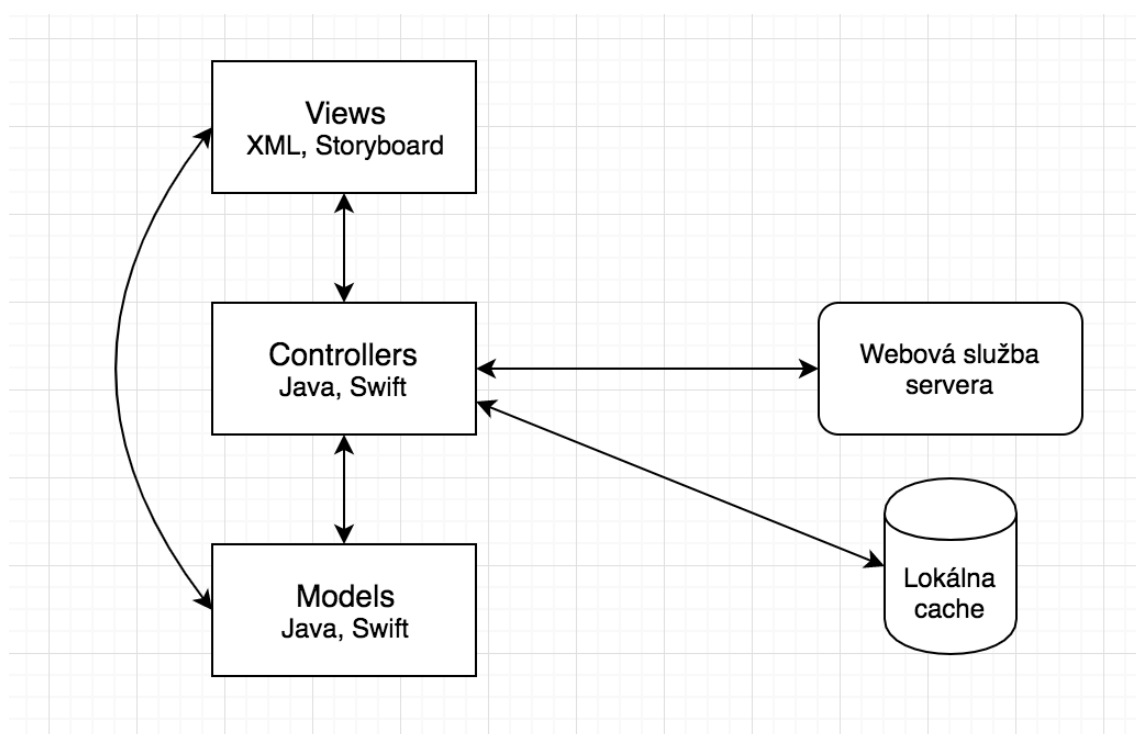 Views
XML, Storyboard
Controllers
Java, Swift
Webová služba
servera
Models
Java, Swift
Lokálna
cache